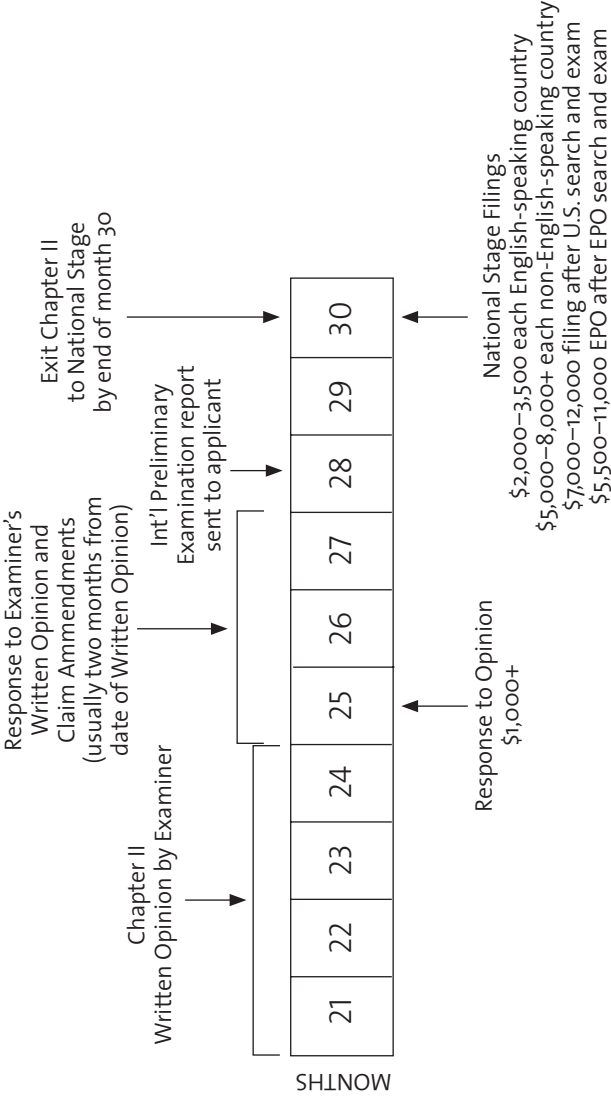 Exit Chapter II
to National Stage
by end of month 30
Response to Examiner's
Written Opinion and
Claim Ammendments
(usually two months from
date of Written Opinion)
Int'l Preliminary
Examination report
sent to applicant
Chapter II
Written Opinion by Examiner
MONTHS
21
22
23
24
25
26
27
28
29
30
Response to Opinion
$1,000+
National Stage Filings
$2,000–3,500 each English-speaking country
$5,000–8,000+ each non-English-speaking country
$7,000–12,000 filing after U.S. search and exam
$5,500–11,000 EPO after EPO search and exam